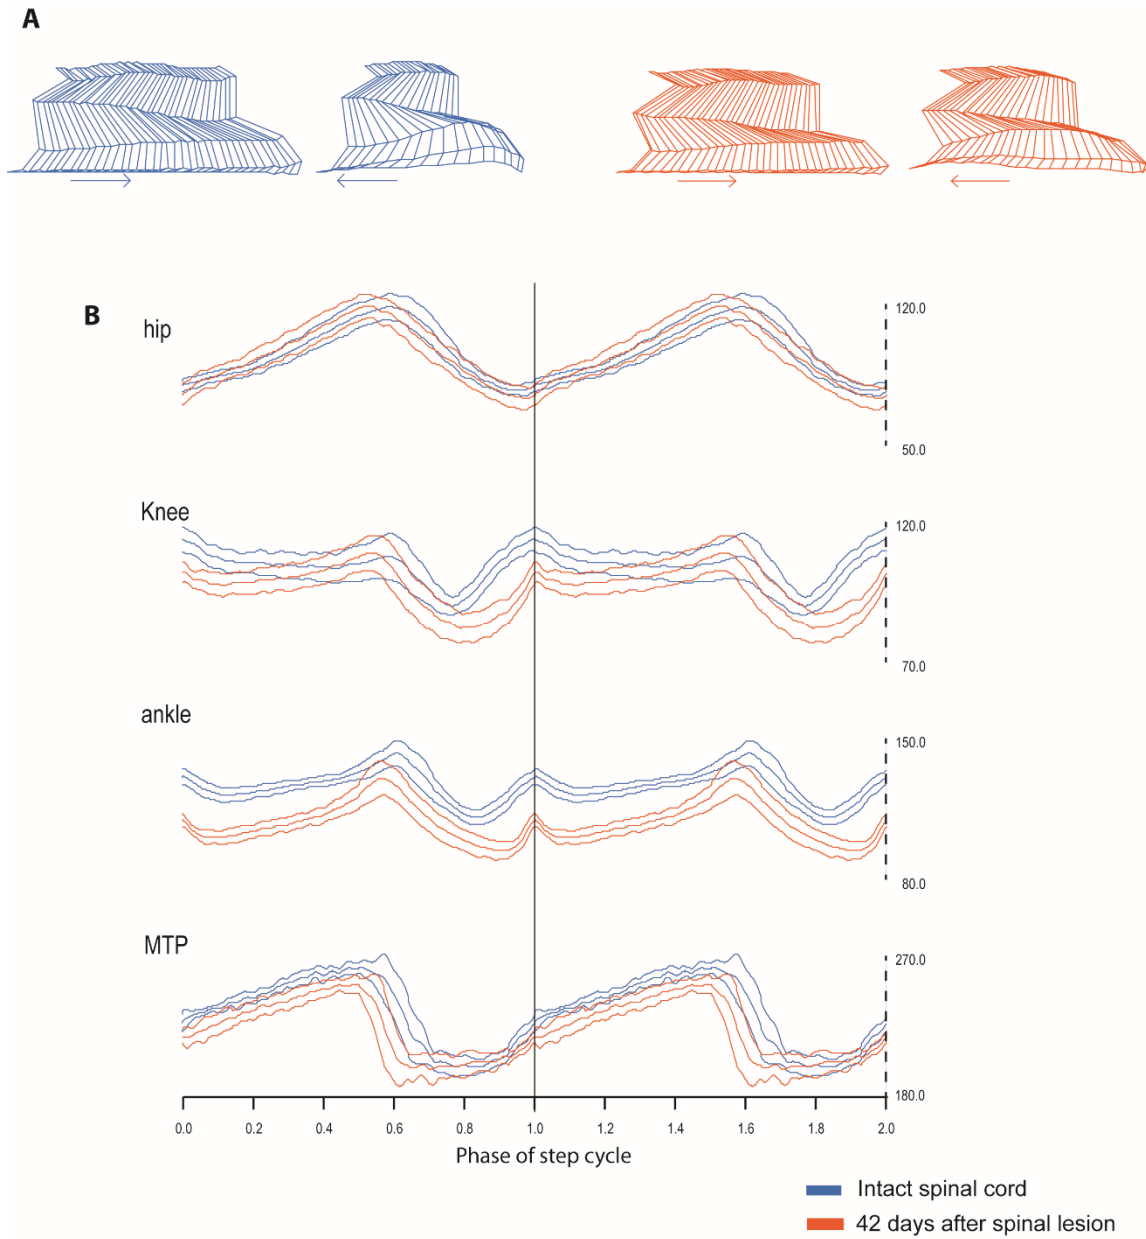 A
B
hip
120.0
50.0
Knee
120.0
70.0
ankle
150.0
80.0
MTP
270.0
180.0
0.0 0.2 0.4 0.6 0.8 1.0 1.2 1.4 1.6 1.8 2.0
Phase of step cycle
Intact spinal cord
42 days after spinal lesion